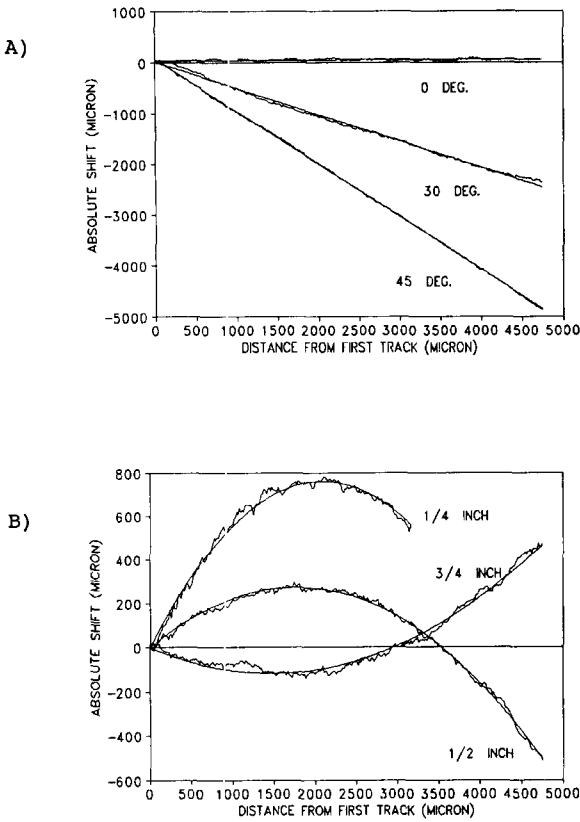 A)
1000
0
-1000
-2000
-3000
-4000
-5000
ABSOLUTE SHIFT (MICRON)
0 DEG.
30 DEG.
45 DEG.
0 500 1000 1500 2000 2500 3000 3500 4000 4500 5000
DISTANCE FROM FIRST TRACK (MICRON)
B)
800
600
400
200
0
-200
-400
-600
ABSOLUTE SHIFT (MICRON)
1/4 INCH
3/4 INCH
1/2 INCH
0 500 1000 1500 2000 2500 3000 3500 4000 4500 5000
DISTANCE FROM FIRST TRACK (MICRON)